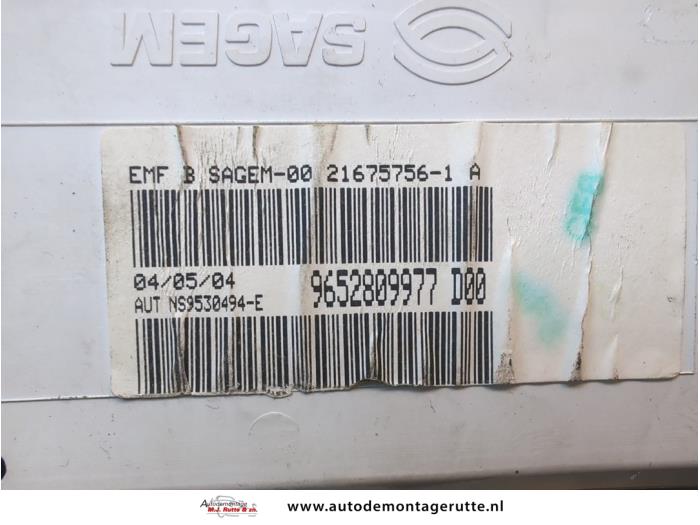 SAGEM
EMF B SAGEM-00 21675756-1 A
04/05/04
9652809977 D00
AUT NS9530494-E
Autodemontage
M.J. Rutte & zn.
www.autodemontagerutte.nl